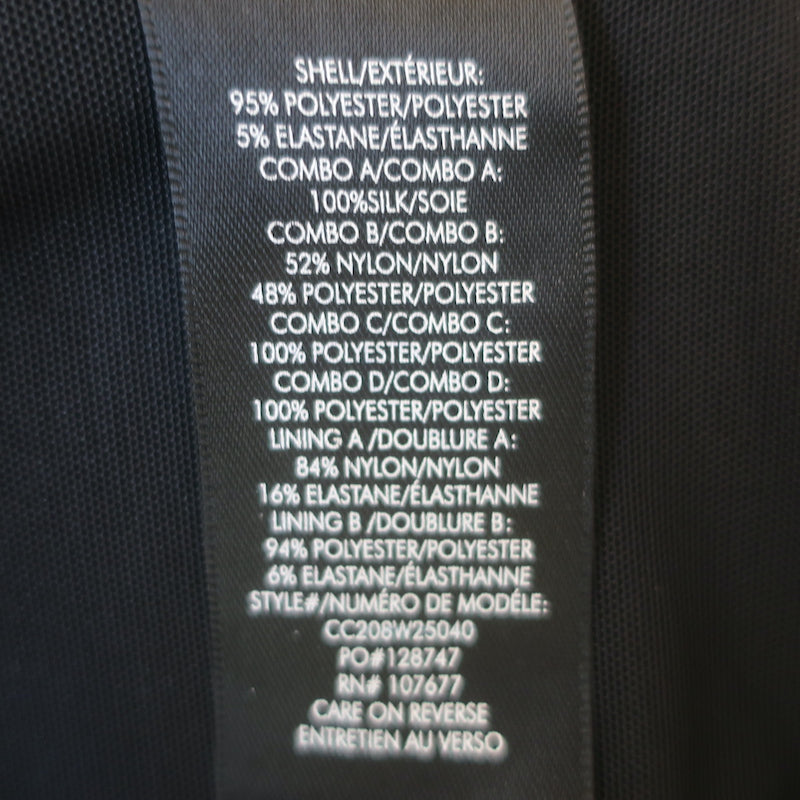 SHELL/EXTÉRIEUR:
95% POLYESTER/POLYESTER
5% ELASTANE/ÉLASTHANNE
COMBO A/COMBO A:
100%SILK/SOIE
COMBO B/COMBO B:
52% NYLON/NYLON
48% POLYESTER/POLYESTER
COMBO C/COMBO C:
100% POLYESTER/POLYESTER
COMBO D/COMBO D:
100% POLYESTER/POLYESTER
LINING A /DOUBLURE A:
84% NYLON/NYLON
16% ELASTANE/ÉLASTHANNE
LINING B /DOUBLURE B:
94% POLYESTER/POLYESTER
6% ELASTANE/ÉLASTHANNE
STYLE#/NUMÉRO DE MODÉLE:
CC208W25040
PO#128747
RN# 107677
CARE ON REVERSE
ENTRETIEN AU VERSO